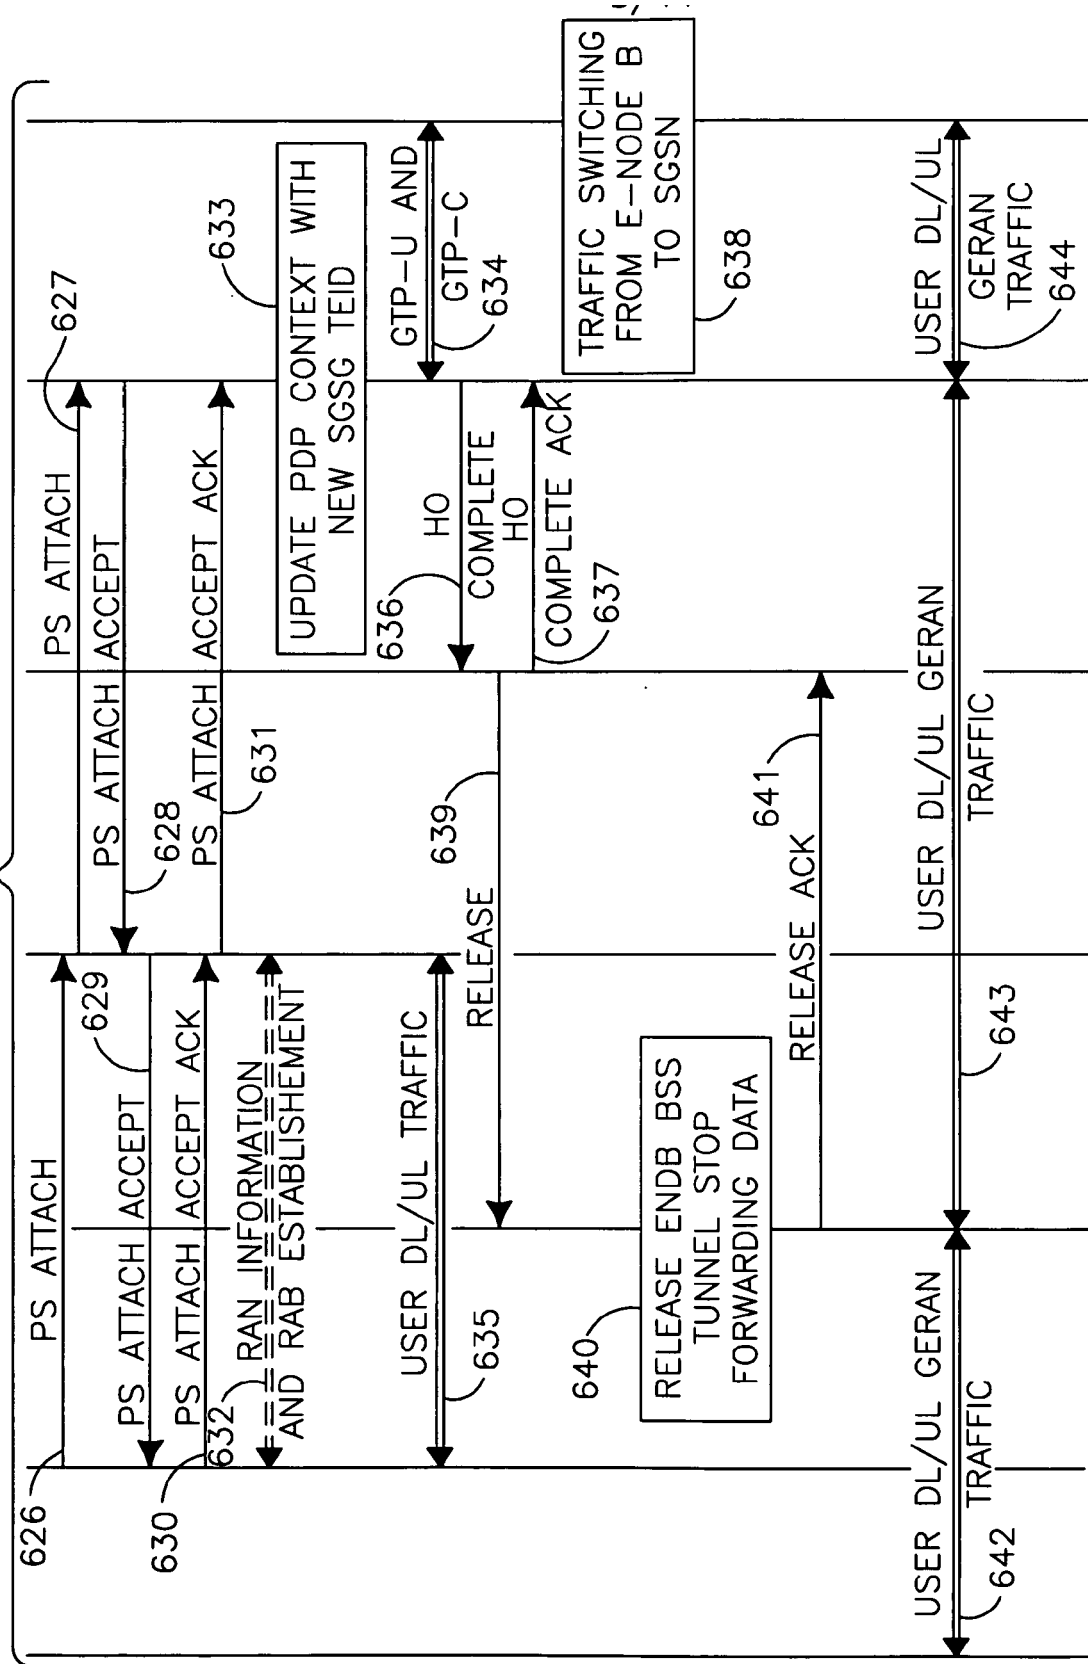 626
PS ATTACH
PS ATTACH
627
PS ATTACH ACCEPT
628
629
PS ATTACH ACCEPT
630
PS ATTACH ACCEPT ACK
PS ATTACH ACCEPT ACK
631
632
RAN INFORMATION
AND RAB ESTABLISHEMENT
633
UPDATE PDP CONTEXT WITH
NEW SGSG TEID
GTP-U AND
GTP-C
634
USER DL/UL TRAFFIC
635
636
HO
COMPLETE
HO
COMPLETE ACK
637
TRAFFIC SWITCHING
FROM E-NODE B
TO SGSN
638
639
RELEASE
640
RELEASE ENDB BSS
TUNNEL STOP
FORWARDING DATA
641
RELEASE ACK
USER DL/UL GERAN
TRAFFIC
642
USER DL/UL GERAN
TRAFFIC
643
USER DL/UL
GERAN
TRAFFIC
644